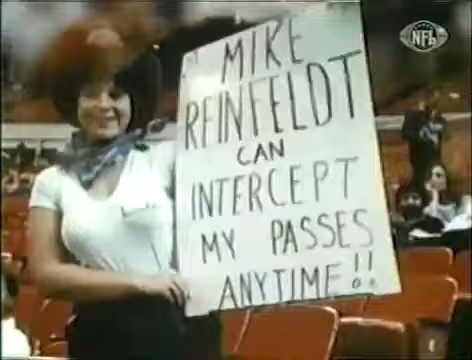 NFL
MIKE
REINFELDT
CAN
INTERCEPT
MY PASSES
ANYTIME!!